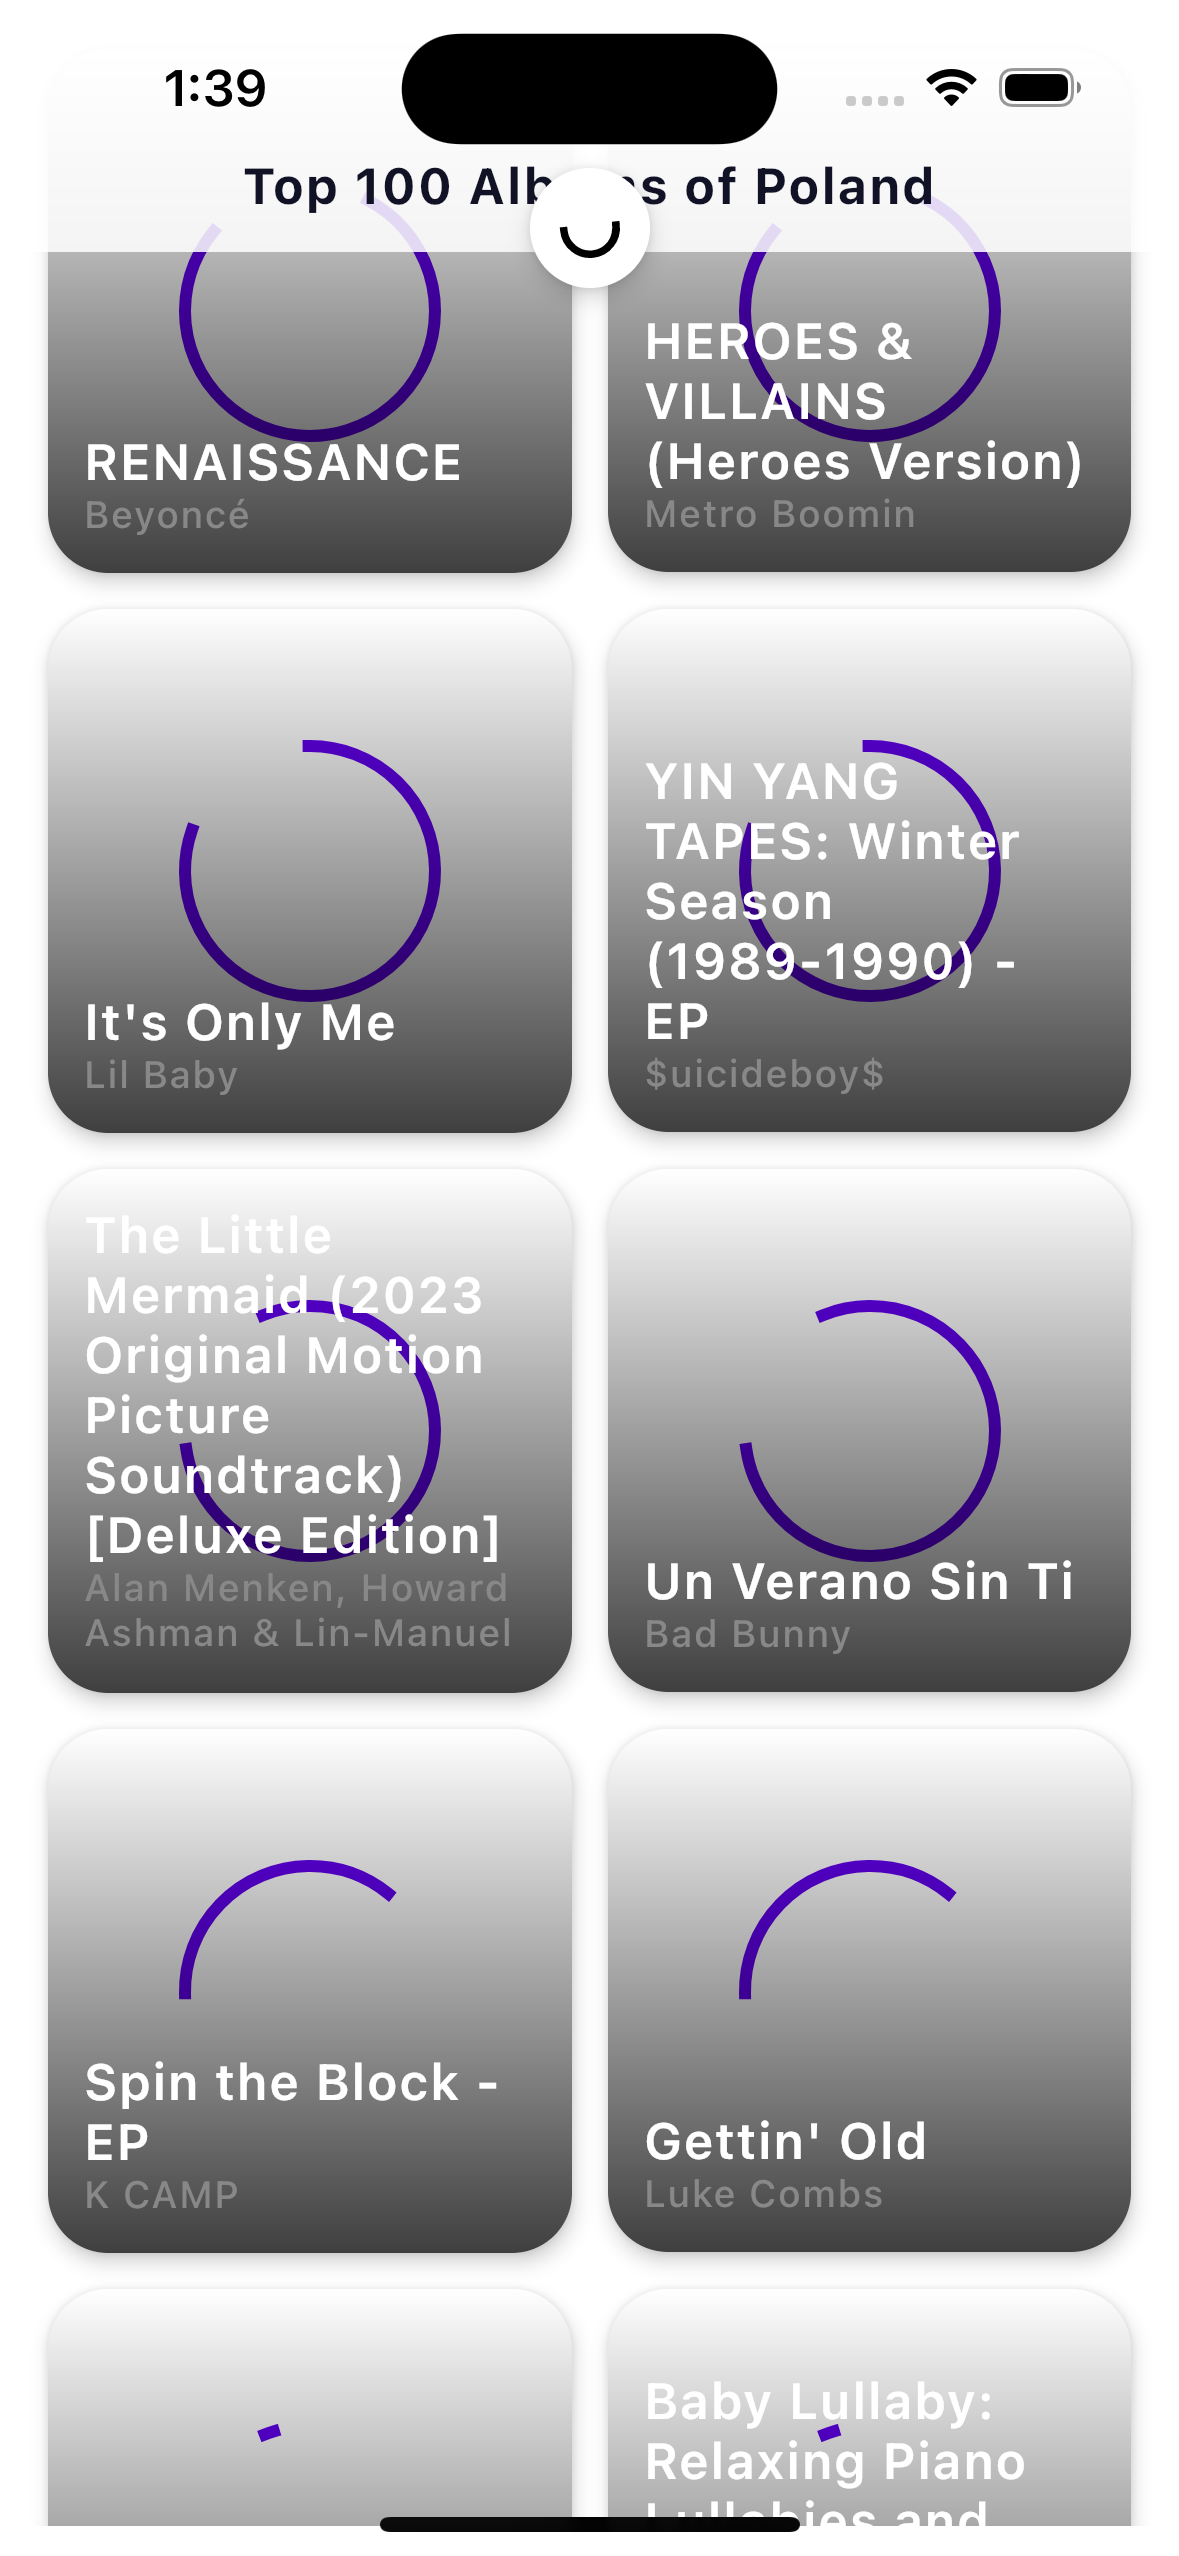 1:39
Top 100 Alb s of Poland
RENAISSANCE
Beyoncé
HEROES &
VILLAINS
(Heroes Version)
Metro Boomin
It's Only Me
Lil Baby
YIN YANG
TAPES: Winter
Season
(1989-1990) -
EP
$uicideboy$
The Little
Mermaid (2023
Original Motion
Picture
Soundtrack)
[Deluxe Edition]
Alan Menken, Howard
Ashman & Lin-Manuel
Un Verano Sin Ti
Bad Bunny
Spin the Block -
EP
K CAMP
Gettin' Old
Luke Combs
Baby Lullaby:
Relaxing Piano
Lullabies and